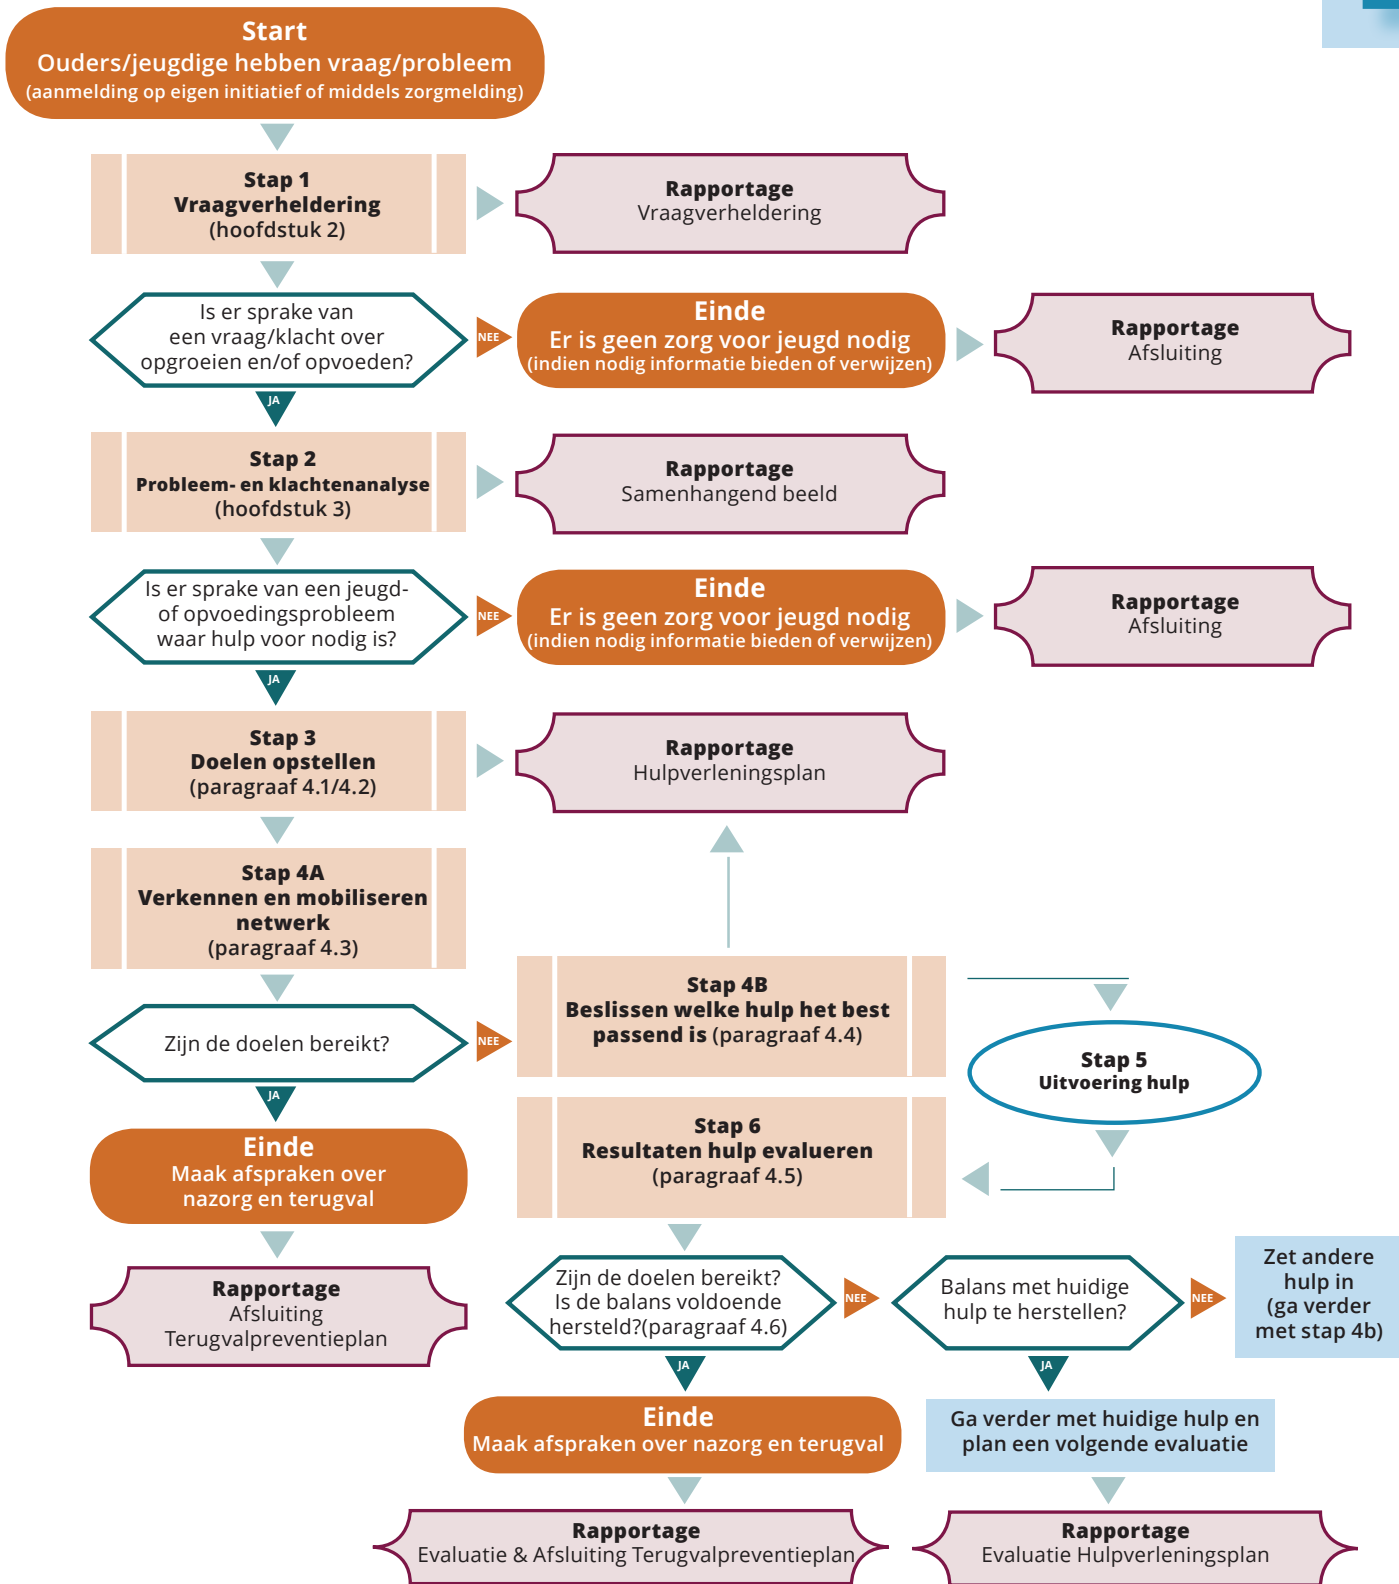 Start
Ouders/jeugdige hebben vraag/probleem
(aanmelding op eigen initiatief of middels zorgmelding)
Stap 1
Vraagverheldering
(hoofdstuk 2)
Rapportage
Vraagverheldering
Is er sprake van
een vraag/klacht over
opgroeien en/of opvoeden?
NEE
Einde
Er is geen zorg voor jeugd nodig
(indien nodig informatie bieden of verwijzen)
Rapportage
Afsluiting
JA
Stap 2
Probleem- en klachtenanalyse
(hoofdstuk 3)
Rapportage
Samenhangend beeld
Is er sprake van een jeugd-
of opvoedingsprobleem
waar hulp voor nodig is?
NEE
Einde
Er is geen zorg voor jeugd nodig
(indien nodig informatie bieden of verwijzen)
Rapportage
Afsluiting
JA
Stap 3
Doelen opstellen
(paragraaf 4.1/4.2)
Rapportage
Hulpverleningsplan
Stap 4A
Verkennen en mobiliseren
netwerk
(paragraaf 4.3)
Zijn de doelen bereikt?
NEE
Stap 4B
Beslissen welke hulp het best
passend is (paragraaf 4.4)
Stap 5
Uitvoering hulp
JA
Einde
Maak afspraken over
nazorg en terugval
Rapportage
Afsluiting
Terugvalpreventieplan
Stap 6
Resultaten hulp evalueren
(paragraaf 4.5)
Zijn de doelen bereikt?
Is de balans voldoende
hersteld?(paragraaf 4.6)
NEE
Balans met huidige
hulp te herstellen?
NEE
Zet andere
hulp in
(ga verder
met stap 4b)
JA
Einde
Maak afspraken over nazorg en terugval
JA
Ga verder met huidige hulp en
plan een volgende evaluatie
Rapportage
Evaluatie & Afsluiting Terugvalpreventieplan
Rapportage
Evaluatie Hulpverleningsplan